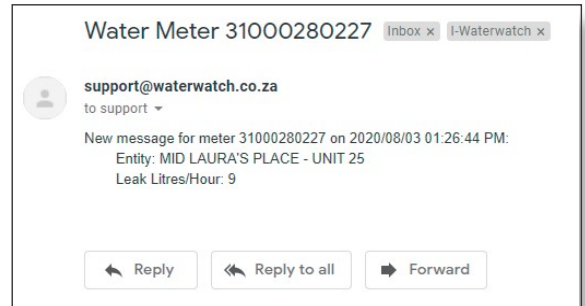 Water Meter 31000280227 Inbox x I-Waterwatch x
support@waterwatch.co.za
to support
New message for meter 31000280227 on 2020/08/03 01:26:44 PM:
Entity: MID LAURA'S PLACE - UNIT 25
Leak Litres/Hour: 9
Reply Reply to all Forward